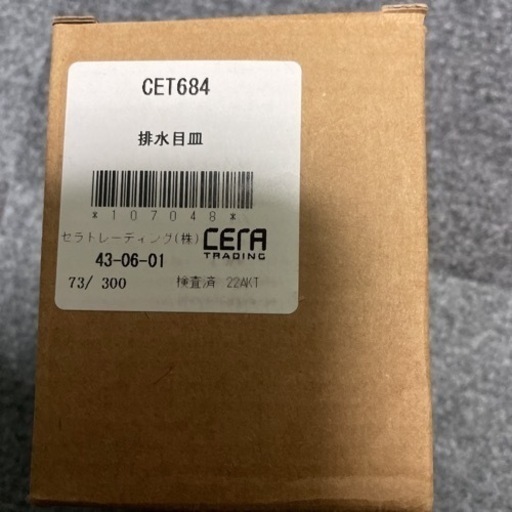 CET684
排水目皿
*107048*
セラトレーディング(株) CERA TRADING
43-06-01
73/ 300 検査済 22AKT